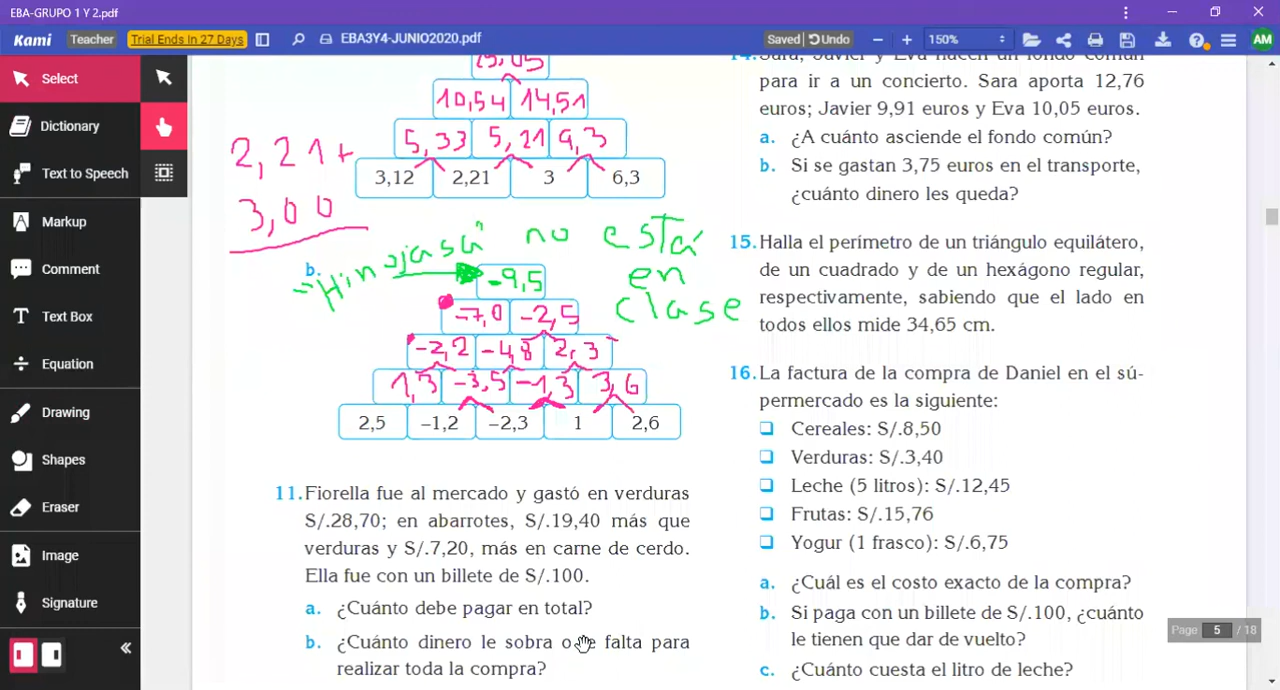 EBA-GRUPO 1 Y 2.pdf
Kami
Teacher
Trial Ends In 27 Days
EBA3Y4-JUNIO2020.pdf
Saved Undo
150%
AM
Select
Dictionary
Text to Speech
Markup
Comment
Text Box
Equation
Drawing
Shapes
Eraser
Image
Signature
10,54 14,51
5,33 5,21 9,3
3,12 2,21 3 6,3
2,21+
3,00
"Hinojasa" no está en clase
b.
-9,5
-7,0 -2,5
-2,2 -4,8 2,3
1,3 -3,5 -1,3 3,6
2,5 −1,2 −2,3 1 2,6
11. Fiorella fue al mercado y gastó en verduras
S/.28,70; en abarrotes, S/.19,40 más que
verduras y S/.7,20, más en carne de cerdo.
Ella fue con un billete de S/.100.
a. ¿Cuánto debe pagar en total?
b. ¿Cuánto dinero le sobra o le falta para
realizar toda la compra?
14. Sara, Javier y Eva hacen un fondo común
para ir a un concierto. Sara aporta 12,76
euros; Javier 9,91 euros y Eva 10,05 euros.
a. ¿A cuánto asciende el fondo común?
b. Si se gastan 3,75 euros en el transporte,
¿cuánto dinero les queda?
15. Halla el perímetro de un triángulo equilátero,
de un cuadrado y de un hexágono regular,
respectivamente, sabiendo que el lado en
todos ellos mide 34,65 cm.
16. La factura de la compra de Daniel en el sú-
permercado es la siguiente:
Cereales: S/.8,50
Verduras: S/.3,40
Leche (5 litros): S/.12,45
Frutas: S/.15,76
Yogur (1 frasco): S/.6,75
a. ¿Cuál es el costo exacto de la compra?
b. Si paga con un billete de S/.100, ¿cuánto
le tienen que dar de vuelto?
c. ¿Cuánto cuesta el litro de leche?
Page 5 / 18